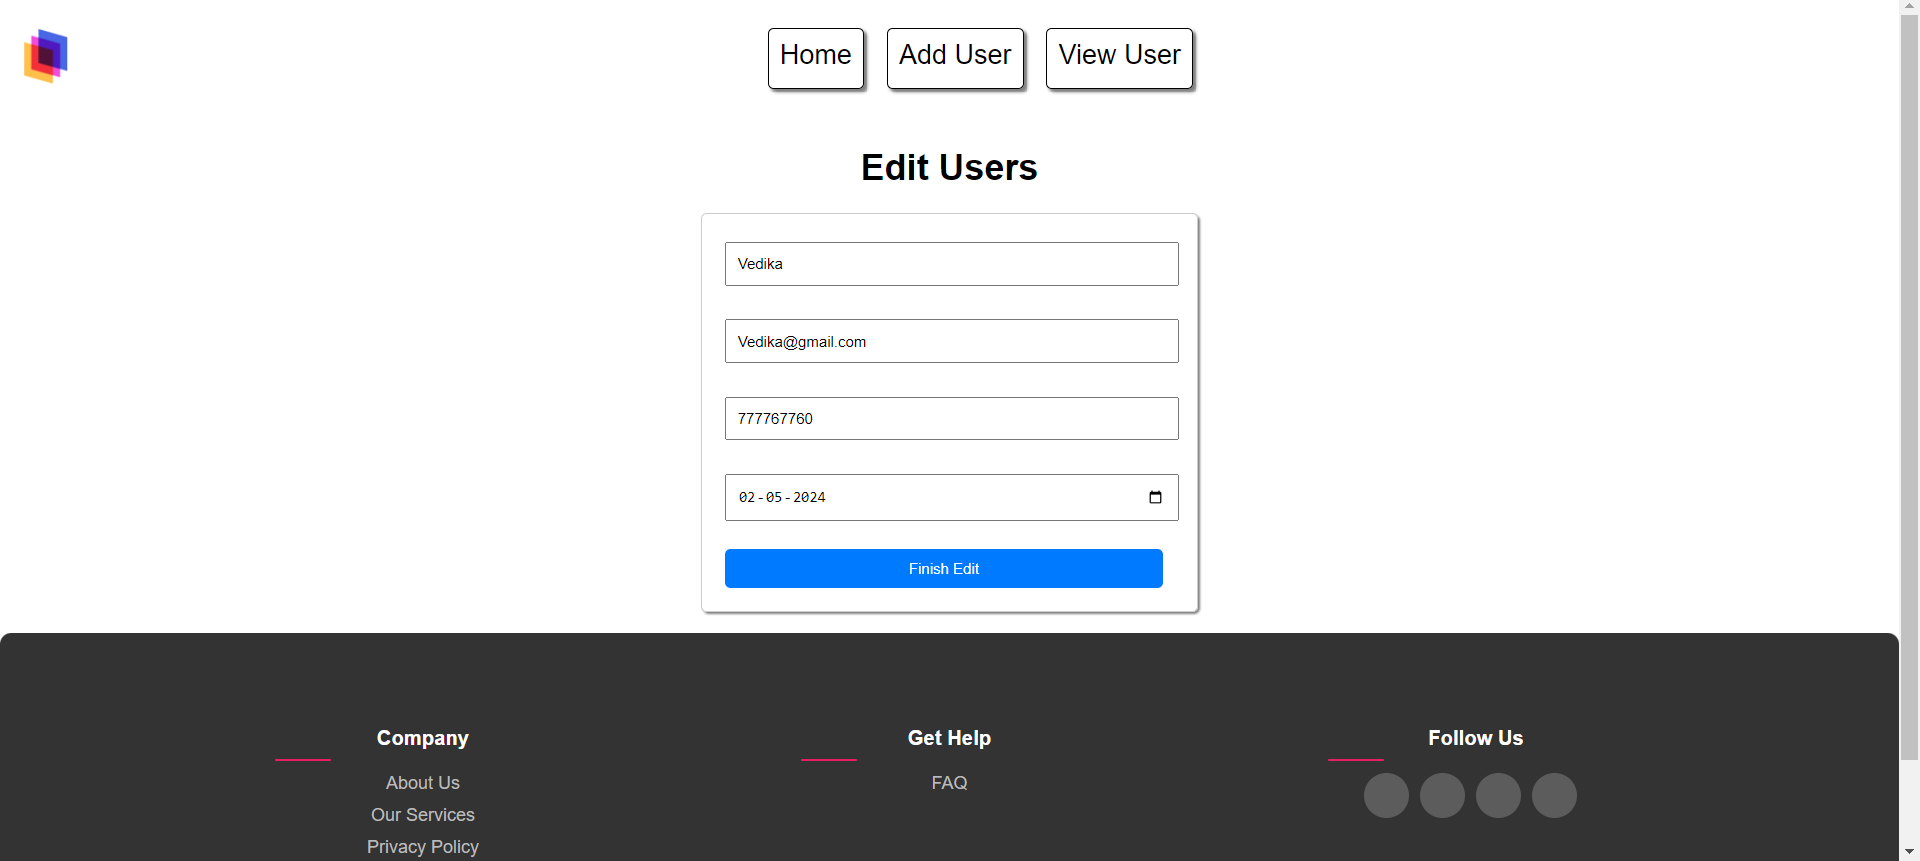 Home Add User View User
Edit Users
Vedika
Vedika@gmail.com
777767760
02-05-2024
Finish Edit
Company Get Help Follow Us
About Us FAQ
Our Services
Privacy Policy